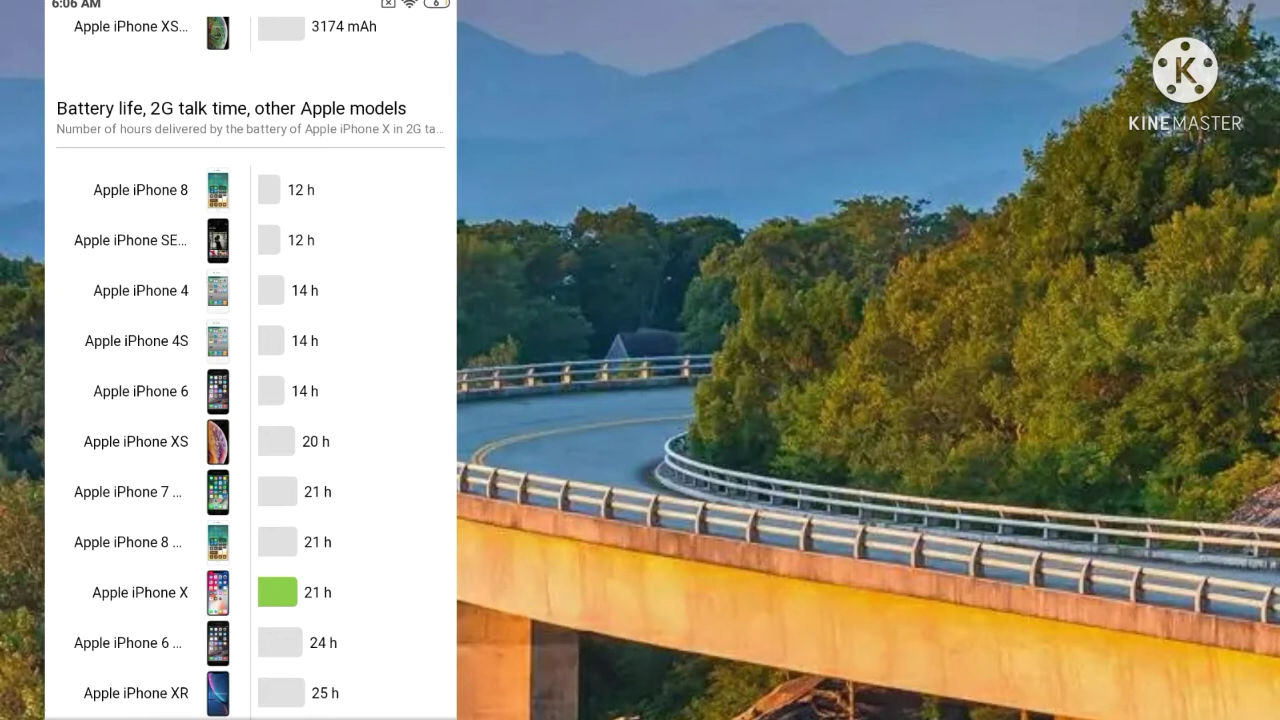 6:06 AM
6
Apple iPhone XS... 3174 mAh
Battery life, 2G talk time, other Apple models
Number of hours delivered by the battery of Apple iPhone X in 2G ta...
Apple iPhone 8 12 h
Apple iPhone SE... 12 h
Apple iPhone 4 14 h
Apple iPhone 4S 14 h
Apple iPhone 6 14 h
Apple iPhone XS 20 h
Apple iPhone 7 ... 21 h
Apple iPhone 8 ... 21 h
Apple iPhone X 21 h
Apple iPhone 6 ... 24 h
Apple iPhone XR 25 h
K
KINEMASTER